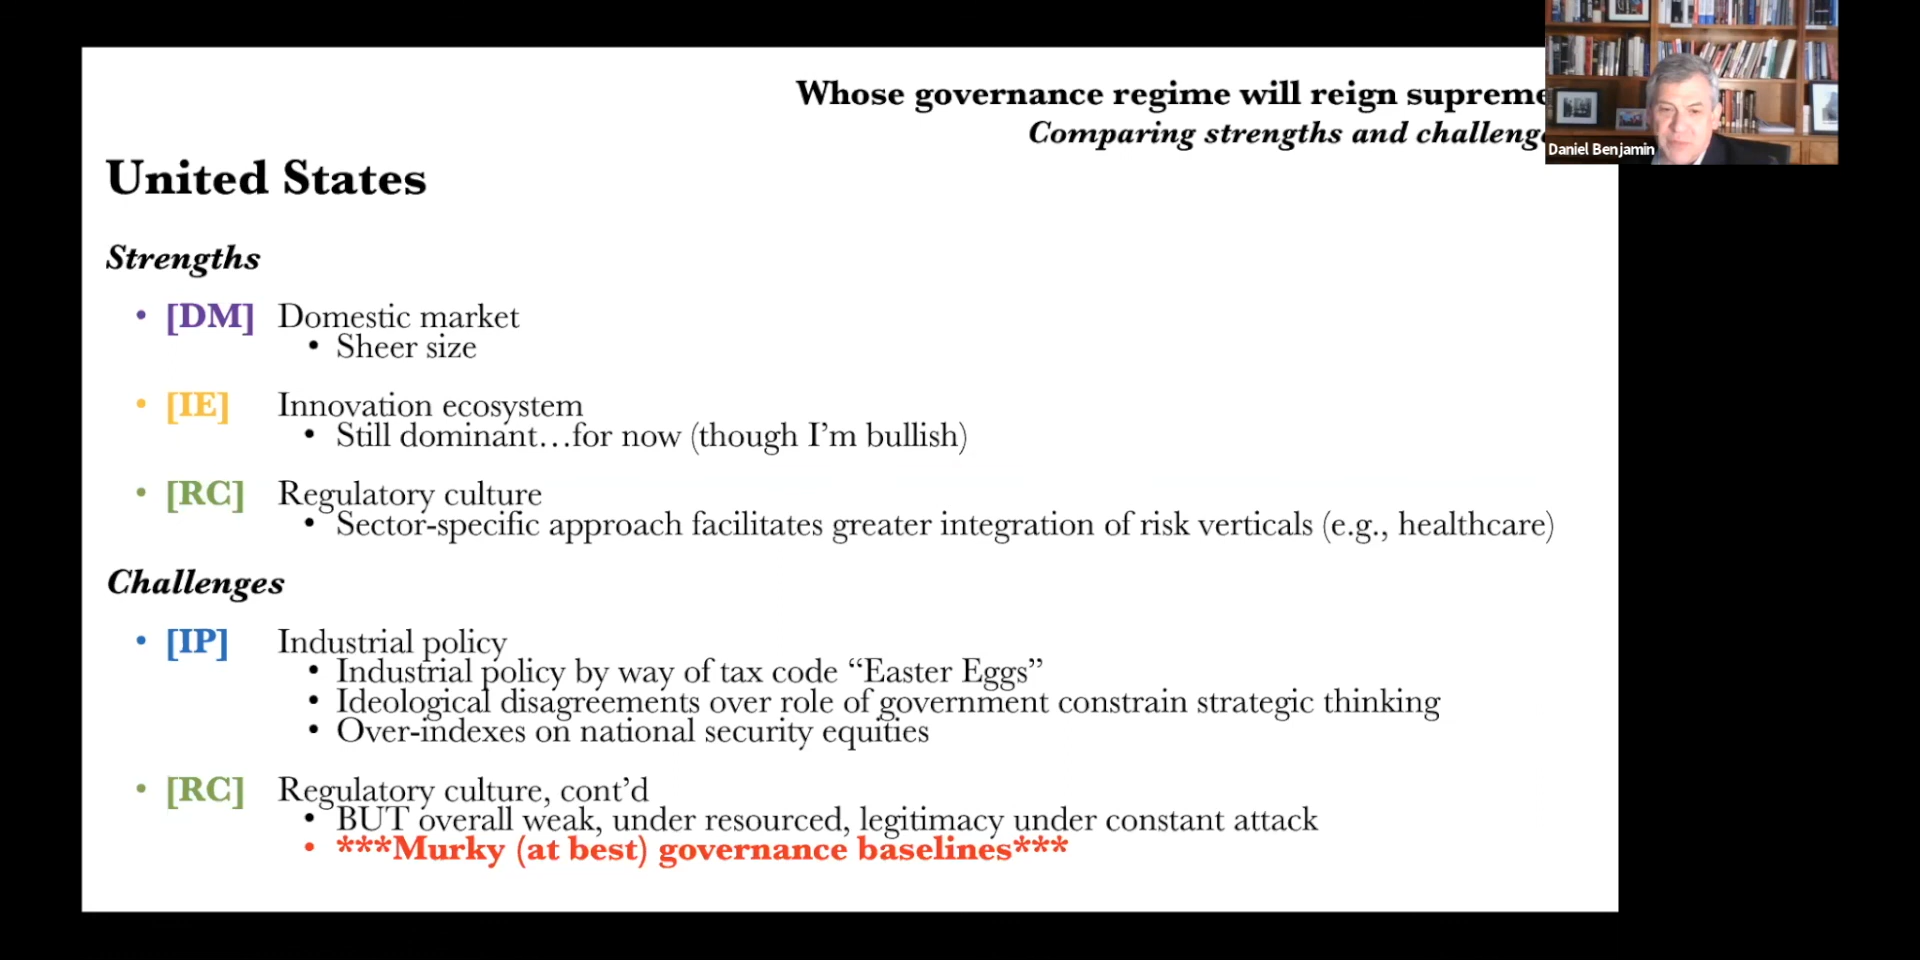 Whose governance regime will reign supreme
Comparing strengths and
Daniel Benjamin
United States
Strengths
• [DM] Domestic market
• Sheer size
• [IE] Innovation ecosystem
• Still dominant…for now (though I’m bullish)
• [RC] Regulatory culture
• Sector-specific approach facilitates greater integration of risk verticals (e.g., healthcare)
Challenges
• [IP] Industrial policy
• Industrial policy by way of tax code “Easter Eggs”
• Ideological disagreements over role of government constrain strategic thinking
• Over-indexes on national security equities
• [RC] Regulatory culture, cont’d
• BUT overall weak, under resourced, legitimacy under constant attack
• ***Murky (at best) governance baselines***